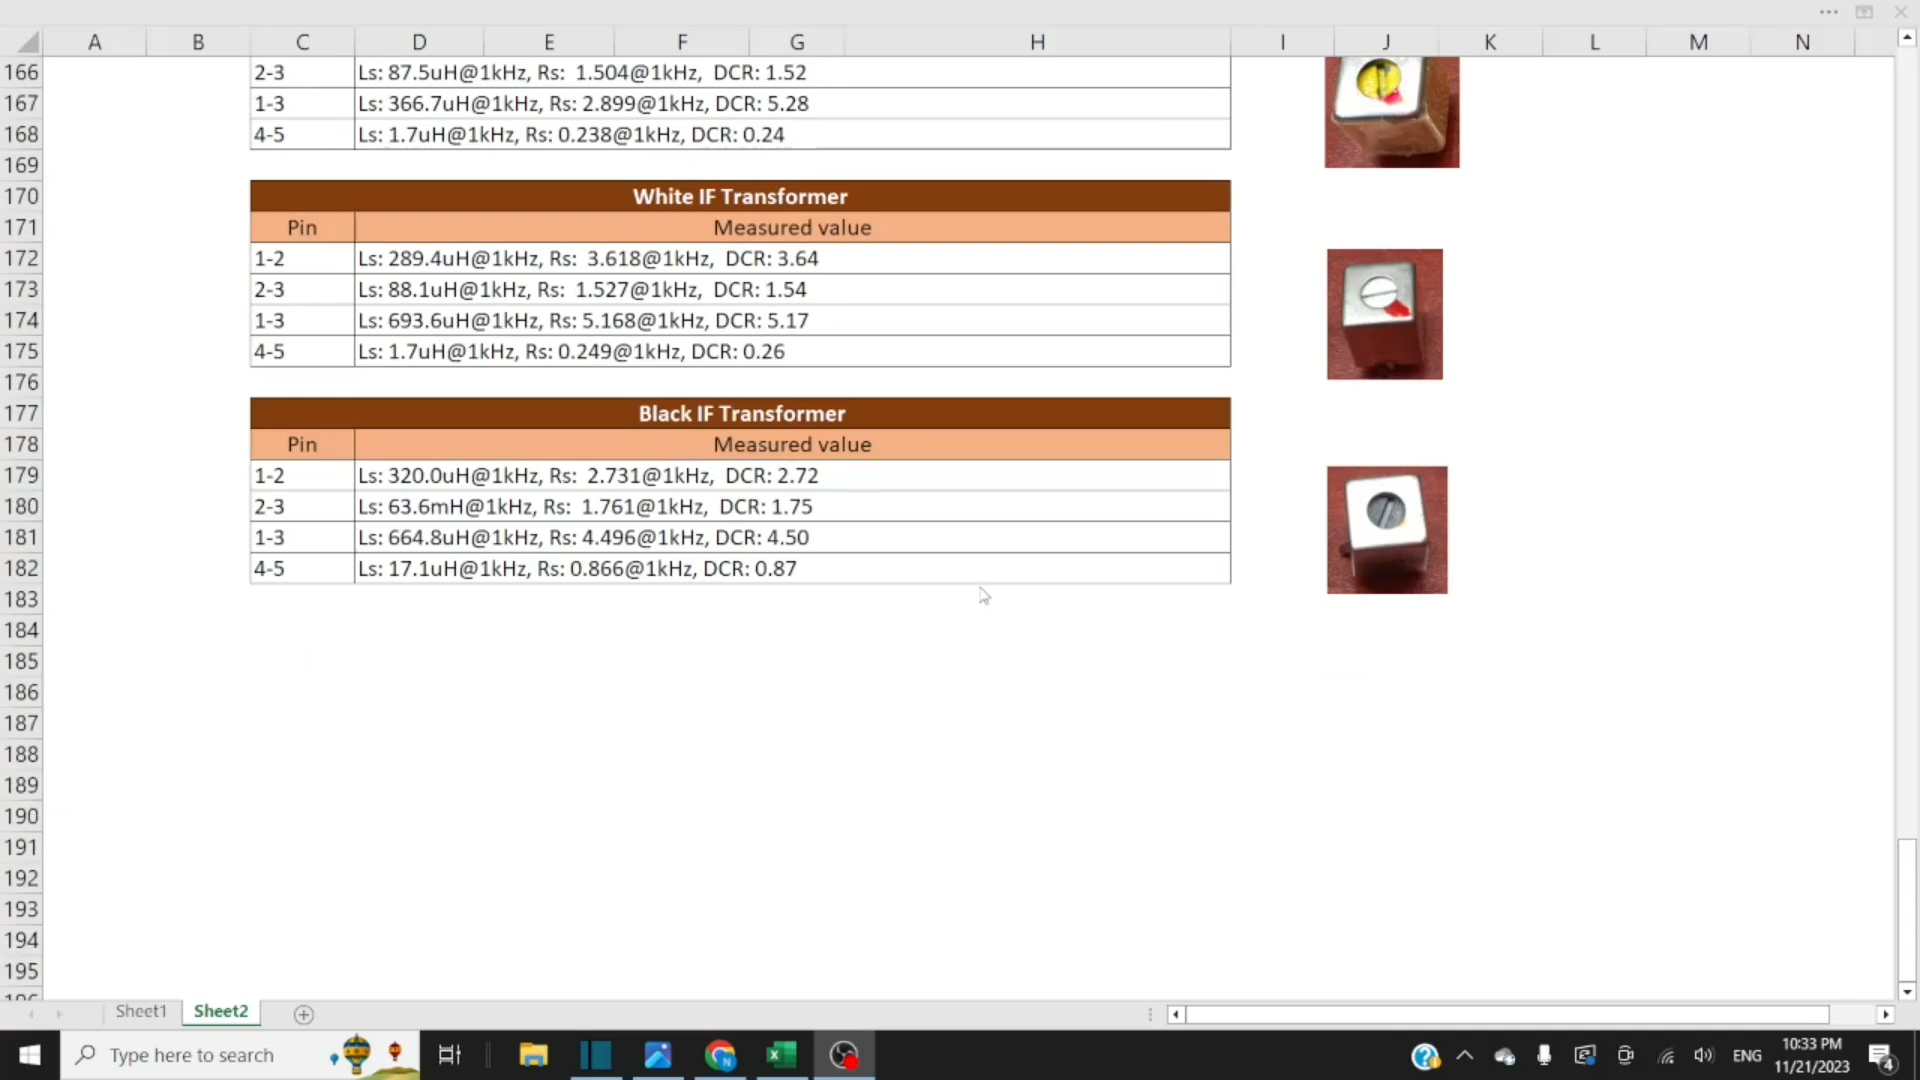 A B C D E F G H I J K L M N
166 2-3 Ls: 87.5uH@1kHz, Rs: 1.504@1kHz, DCR: 1.52
167 1-3 Ls: 366.7uH@1kHz, Rs: 2.899@1kHz, DCR: 5.28
168 4-5 Ls: 1.7uH@1kHz, Rs: 0.238@1kHz, DCR: 0.24
169
170 White IF Transformer
171 Pin Measured value
172 1-2 Ls: 289.4uH@1kHz, Rs: 3.618@1kHz, DCR: 3.64
173 2-3 Ls: 88.1uH@1kHz, Rs: 1.527@1kHz, DCR: 1.54
174 1-3 Ls: 693.6uH@1kHz, Rs: 5.168@1kHz, DCR: 5.17
175 4-5 Ls: 1.7uH@1kHz, Rs: 0.249@1kHz, DCR: 0.26
176
177 Black IF Transformer
178 Pin Measured value
179 1-2 Ls: 320.0uH@1kHz, Rs: 2.731@1kHz, DCR: 2.72
180 2-3 Ls: 63.6mH@1kHz, Rs: 1.761@1kHz, DCR: 1.75
181 1-3 Ls: 664.8uH@1kHz, Rs: 4.496@1kHz, DCR: 4.50
182 4-5 Ls: 17.1uH@1kHz, Rs: 0.866@1kHz, DCR: 0.87
183
184
185
186
187
188
189
190
191
192
193
194
195
Sheet1 Sheet2
Type here to search ENG 10:33 PM
11/21/2023 4